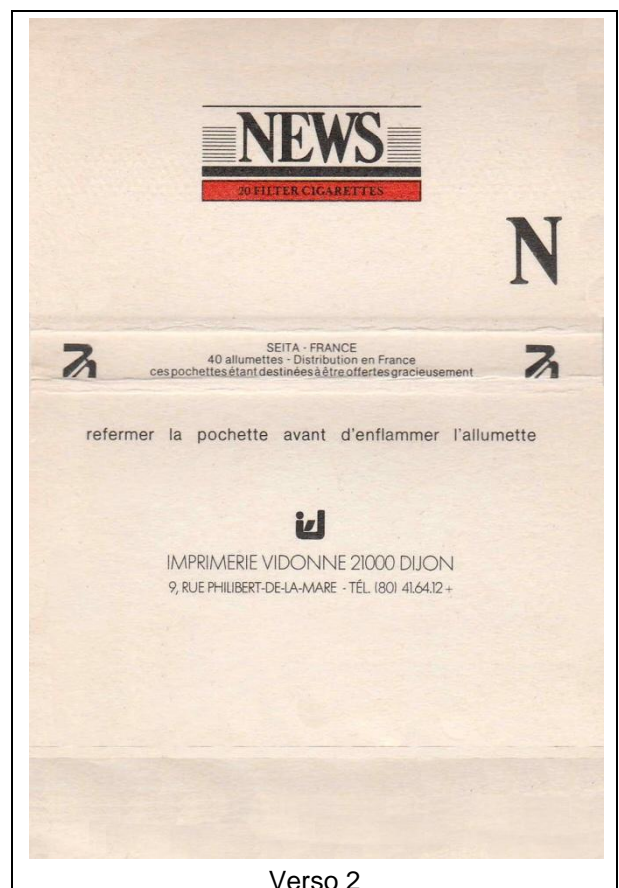 NEWS
20 FILTER CIGARETTES
N
SEITA - FRANCE
40 allumettes - Distribution en France
ces pochettes étant destinées à être offertes gracieusement
refermer la pochette avant d'enflammer l'allumette
IMPRIMERIE VIDONNE 21000 DIJON
9, RUE PHILIBERT-DE-LA-MARE - TÉL. (80) 41.64.12 +
Verso 2